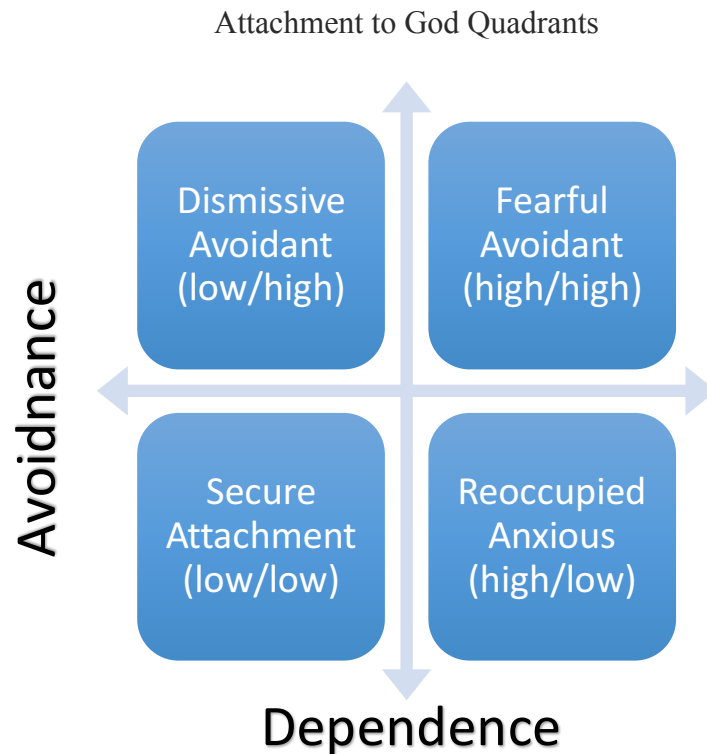 Attachment to God Quadrants
Dismissive
Avoidant
(low/high)
Fearful
Avoidant
(high/high)
Avoidnance
Secure
Attachment
(low/low)
Reoccupied
Anxious
(high/low)
Dependence